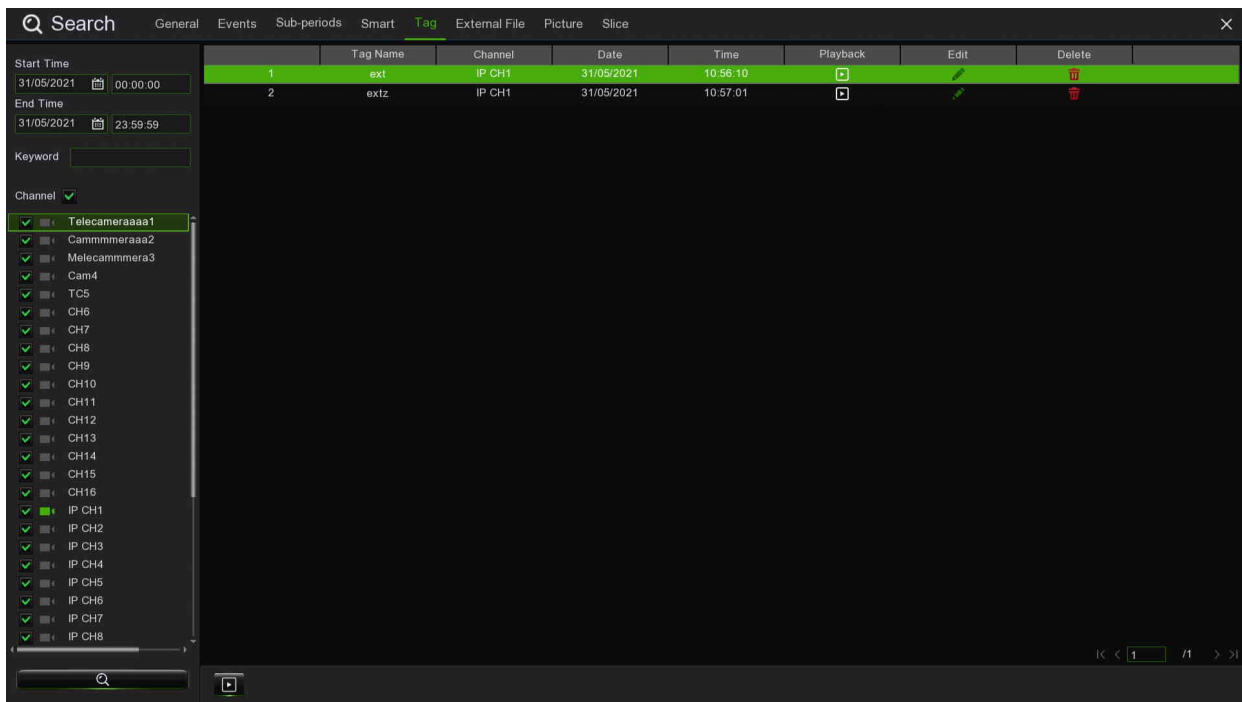 Search General Events Sub-periods Smart Tag External File Picture Slice
Start Time
31/05/2021 00:00:00
End Time
31/05/2021 23:59:59
Keyword
Channel
Telecameraaaa1
Cammmmeraaa2
Melecammmera3
Cam4
TC5
CH6
CH7
CH8
CH9
CH10
CH11
CH12
CH13
CH14
CH15
CH16
IP CH1
IP CH2
IP CH3
IP CH4
IP CH5
IP CH6
IP CH7
IP CH8
Tag Name Channel Date Time Playback Edit Delete
1 ext IP CH1 31/05/2021 10:56:10
2 extz IP CH1 31/05/2021 10:57:01
1 /1